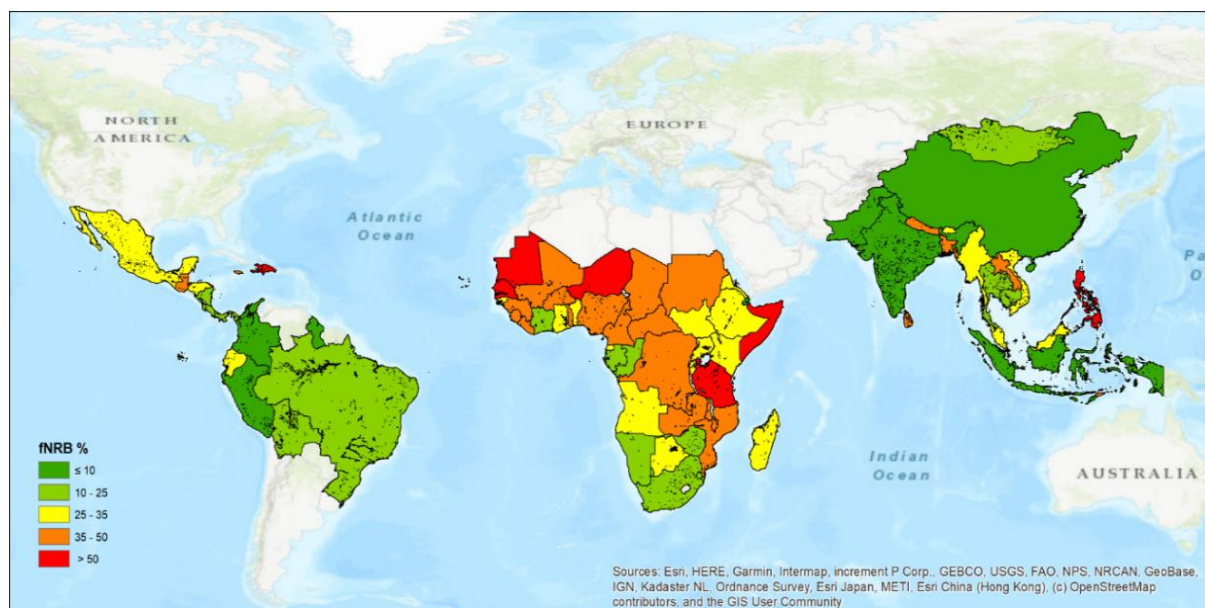 NORTH
AMERICA
EUROPE
Atlantic
Ocean
Pa
O
Indian
Ocean
AUSTRALIA
fNRB %
≤ 10
10 - 25
25 - 35
35 - 50
> 50
Sources: Esri, HERE, Garmin, Intermap, increment P Corp., GEBCO, USGS, FAO, NPS, NRCAN, GeoBase,
IGN, Kadaster NL, Ordnance Survey, Esri Japan, METI, Esri China (Hong Kong), (c) OpenStreetMap
contributors, and the GIS User Community